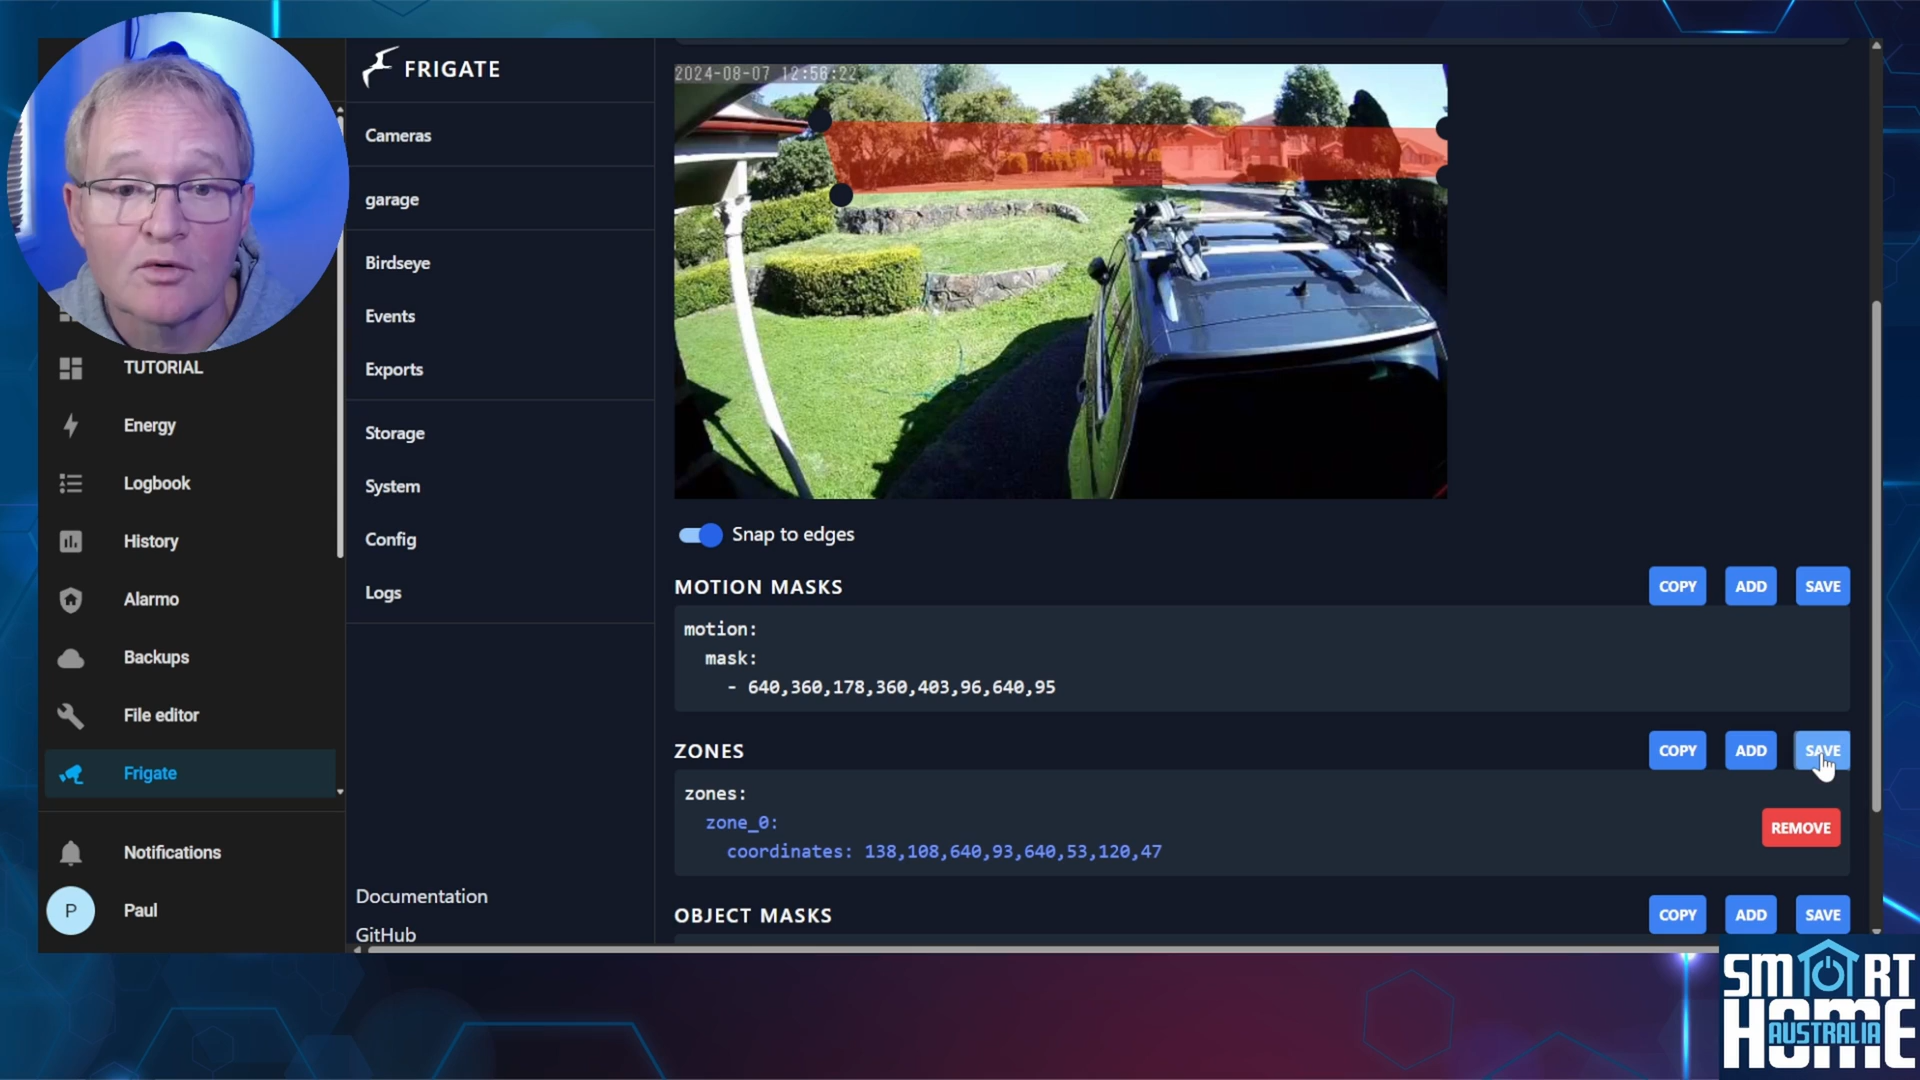 FRIGATE
Cameras
garage
Birdseye
Events
Exports
Storage
System
Config
Logs
Documentation
GitHub
TUTORIAL
Energy
Logbook
History
Alarmo
Backups
File editor
Frigate
Notifications
P Paul
2024-08-07 12:56:22
Snap to edges
MOTION MASKS COPY ADD SAVE
motion:
mask:
- 640,360,178,360,403,96,640,95
ZONES COPY ADD SAVE
zones:
zone_0:
coordinates: 138,108,640,93,640,53,120,47
REMOVE
OBJECT MASKS COPY ADD SAVE
SMART
HOME
AUSTRALIA